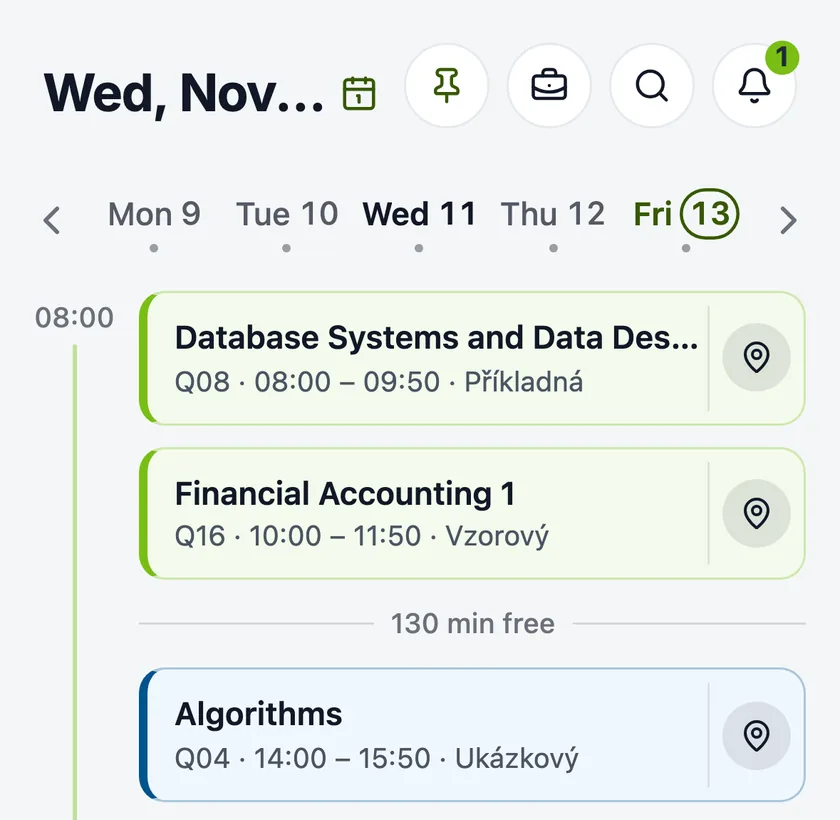 Wed, Nov...
1
1
Mon 9 Tue 10 Wed 11 Thu 12 Fri 13
08:00
Database Systems and Data Des...
Q08 · 08:00 – 09:50 · Příkladná
Financial Accounting 1
Q16 · 10:00 – 11:50 · Vzorový
130 min free
Algorithms
Q04 · 14:00 – 15:50 · Ukázkový